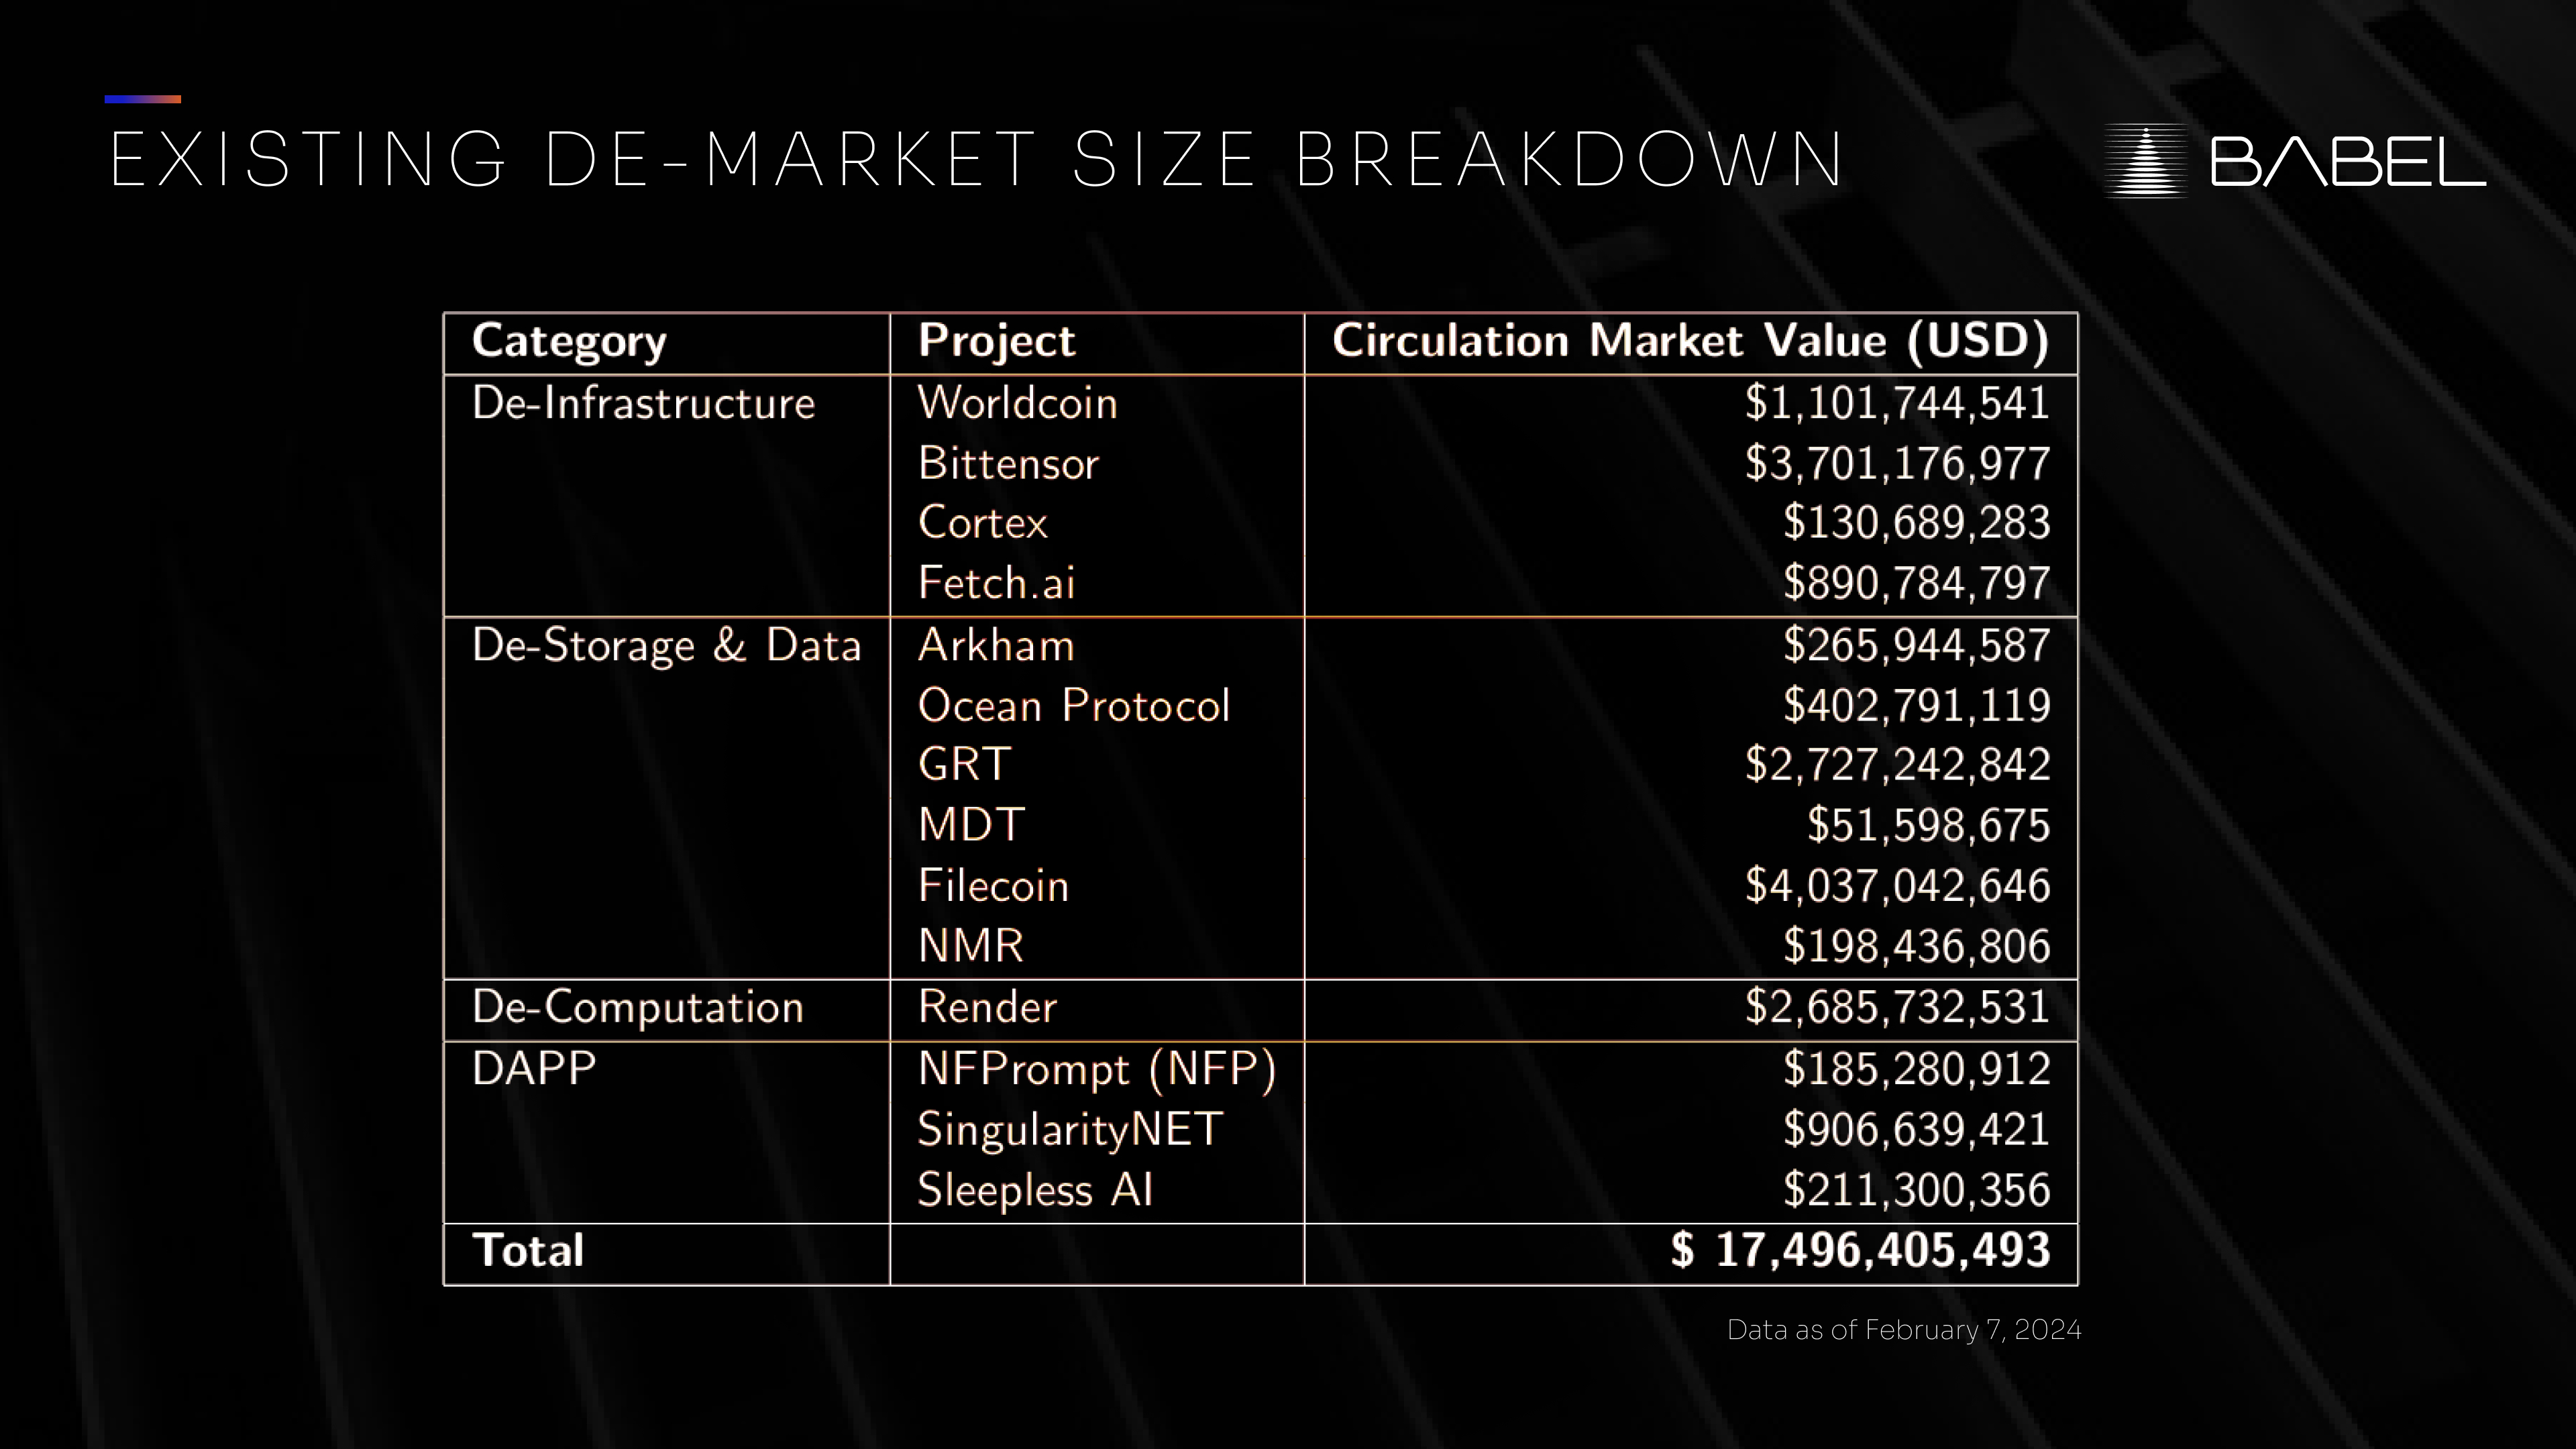 EXISTING DE-MARKET SIZE BREAKDOWN
BABEL
Category Project Circulation Market Value (USD)
De-Infrastructure Worldcoin $1,101,744,541
Bittensor $3,701,176,977
Cortex $130,689,283
Fetch.ai $890,784,797
De-Storage & Data Arkham $265,944,587
Ocean Protocol $402,791,119
GRT $2,727,242,842
MDT $51,598,675
Filecoin $4,037,042,646
NMR $198,436,806
De-Computation Render $2,685,732,531
DAPP NFPrompt (NFP) $185,280,912
SingularityNET $906,639,421
Sleepless AI $211,300,356
Total $ 17,496,405,493
Data as of February 7, 2024